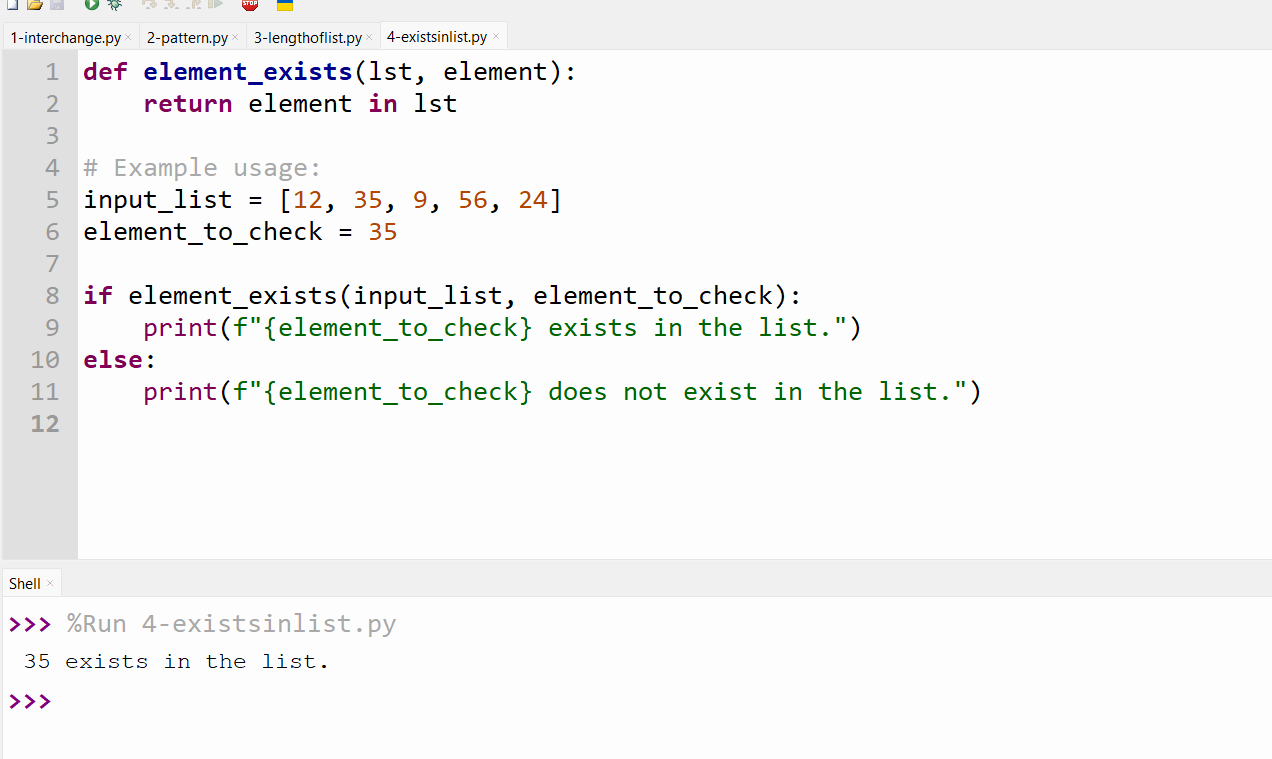 STOP
1-interchange.py × 2-pattern.py × 3-lengthoflist.py × 4-existsinlist.py ×
1 def element_exists(lst, element):
2     return element in lst
3
4 # Example usage:
5 input_list = [12, 35, 9, 56, 24]
6 element_to_check = 35
7
8 if element_exists(input_list, element_to_check):
9     print(f"{element_to_check} exists in the list.")
10 else:
11     print(f"{element_to_check} does not exist in the list.")
12
Shell ×
>>> %Run 4-existsinlist.py
35 exists in the list.
>>>